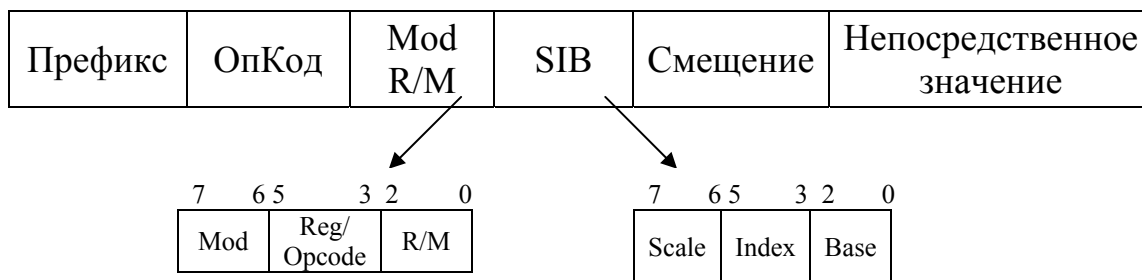 Префикс ОпКод Mod R/M SIB Смещение Непосредственное значение
7 6 5 3 2 0
Mod Reg/Opcode R/M
7 6 5 3 2 0
Scale Index Base